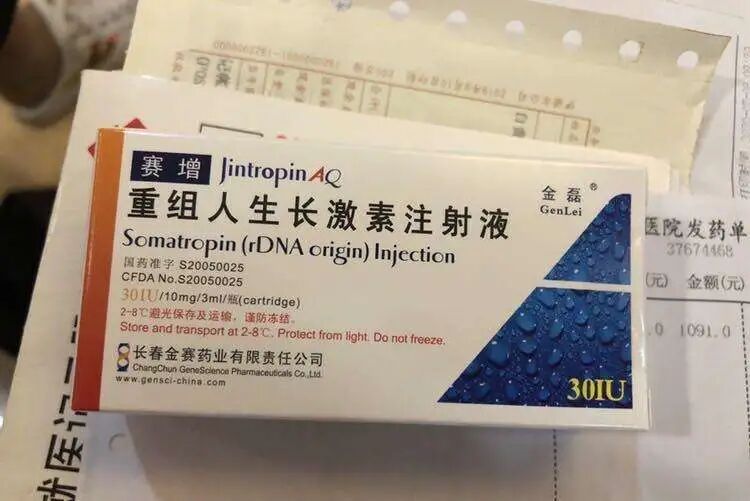 赛增 JintropinAQ
重组人生长激素注射液
Somatropin (rDNA origin) Injection
国药准字 S20050025
CFDA No.S20050025
30IU/10mg/3ml/瓶(cartridge)
2-8℃避光保存及运输，谨防冻结。
Store and transport at 2-8℃. Protect from light. Do not freeze.
长春金赛药业有限责任公司
ChangChun GeneScience Pharmaceuticals Co.,Ltd.
www.gensci-china.com
金磊®
GenLei
30IU
医院发药单
37674468
(元) 金额(元)
.0 1091.0